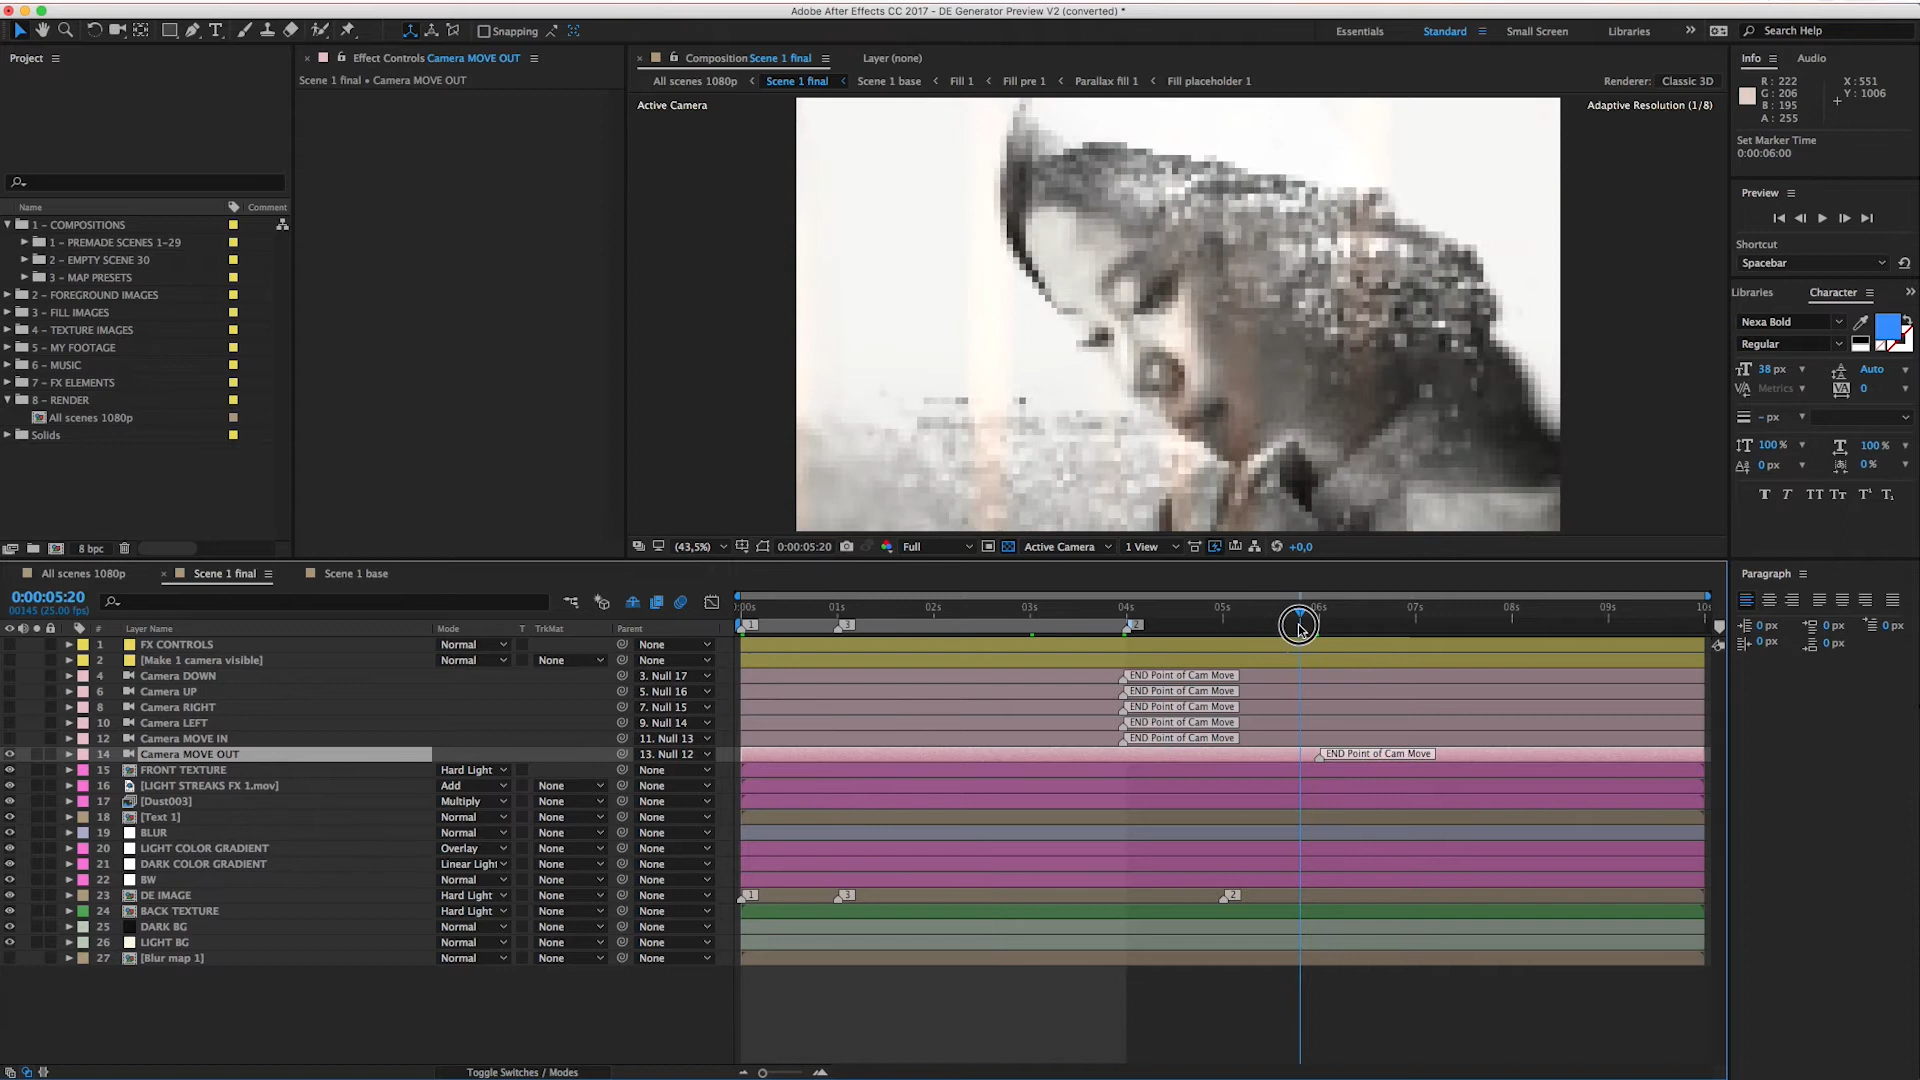 Adobe After Effects CC 2017 - DE Generator Preview V2 (converted) *
Snapping
Essentials
Standard
Small Screen
Libraries
Search Help
Project
Effect Controls Camera MOVE OUT
Scene 1 final • Camera MOVE OUT
Composition Scene 1 final
Layer (none)
All scenes 1080p
Scene 1 final
Scene 1 base
Fill 1
Fill pre 1
Parallax fill 1
Fill placeholder 1
Renderer: Classic 3D
Active Camera
Adaptive Resolution (1/8)
Info
Audio
R : 222
G : 206
B : 195
A : 255
X : 551
Y : 1006
Set Marker Time
0:00:06:00
Preview
Shortcut
Spacebar
Libraries
Character
Nexa Bold
Regular
38 px
Auto
Metrics
0
- px
100 %
100 %
0 px
0 %
Name
Comment
1 – COMPOSITIONS
1 – PREMADE SCENES 1-29
2 – EMPTY SCENE 30
3 – MAP PRESETS
2 – FOREGROUND IMAGES
3 – FILL IMAGES
4 – TEXTURE IMAGES
5 – MY FOOTAGE
6 – MUSIC
7 – FX ELEMENTS
8 – RENDER
All scenes 1080p
Solids
8 bpc
(43,5%)
0:00:05:20
Full
Active Camera
1 View
+0,0
All scenes 1080p
Scene 1 final
Scene 1 base
0:00:05:20
00145 (25.00 fps)
:00s 01s 02s 03s 04s 05s 06s 07s 08s 09s 10s
1 3 2
# Layer Name Mode T TrkMat Parent
1 FX CONTROLS Normal None
2 [Make 1 camera visible] Normal None None
4 Camera DOWN 3. Null 17 END Point of Cam Move
6 Camera UP 5. Null 16 END Point of Cam Move
8 Camera RIGHT 7. Null 15 END Point of Cam Move
10 Camera LEFT 9. Null 14 END Point of Cam Move
12 Camera MOVE IN 11. Null 13 END Point of Cam Move
14 Camera MOVE OUT 13. Null 12 END Point of Cam Move
15 FRONT TEXTURE Hard Light None
16 [LIGHT STREAKS FX 1.mov] Add None None
17 [Dust003] Multiply None None
18 [Text 1] Normal None None
19 BLUR Normal None None
20 LIGHT COLOR GRADIENT Overlay None None
21 DARK COLOR GRADIENT Linear Light None None
22 BW Normal None None
23 DE IMAGE Hard Light None None 1 3 2
24 BACK TEXTURE Hard Light None None
25 DARK BG Normal None None
26 LIGHT BG Normal None None
27 [Blur map 1] Normal None None
Toggle Switches / Modes
Paragraph
0 px 0 px 0 px
0 px 0 px